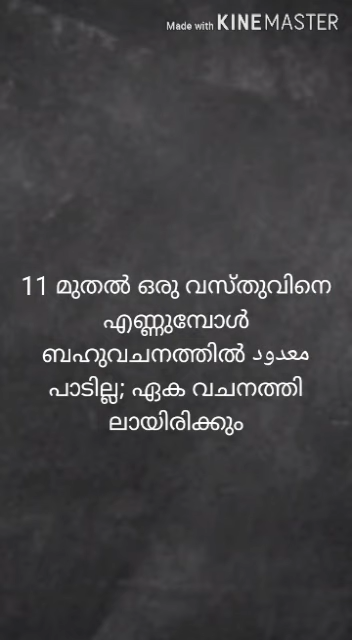 Made with KINEMASTER
11 മുതൽ ഒരു വസ്തുവിനെ
എണ്ണുമ്പോൾ
ബഹുവചനത്തിൽ معدود
പാടില്ല; ഏക വചനത്തി
ലായിരിക്കും